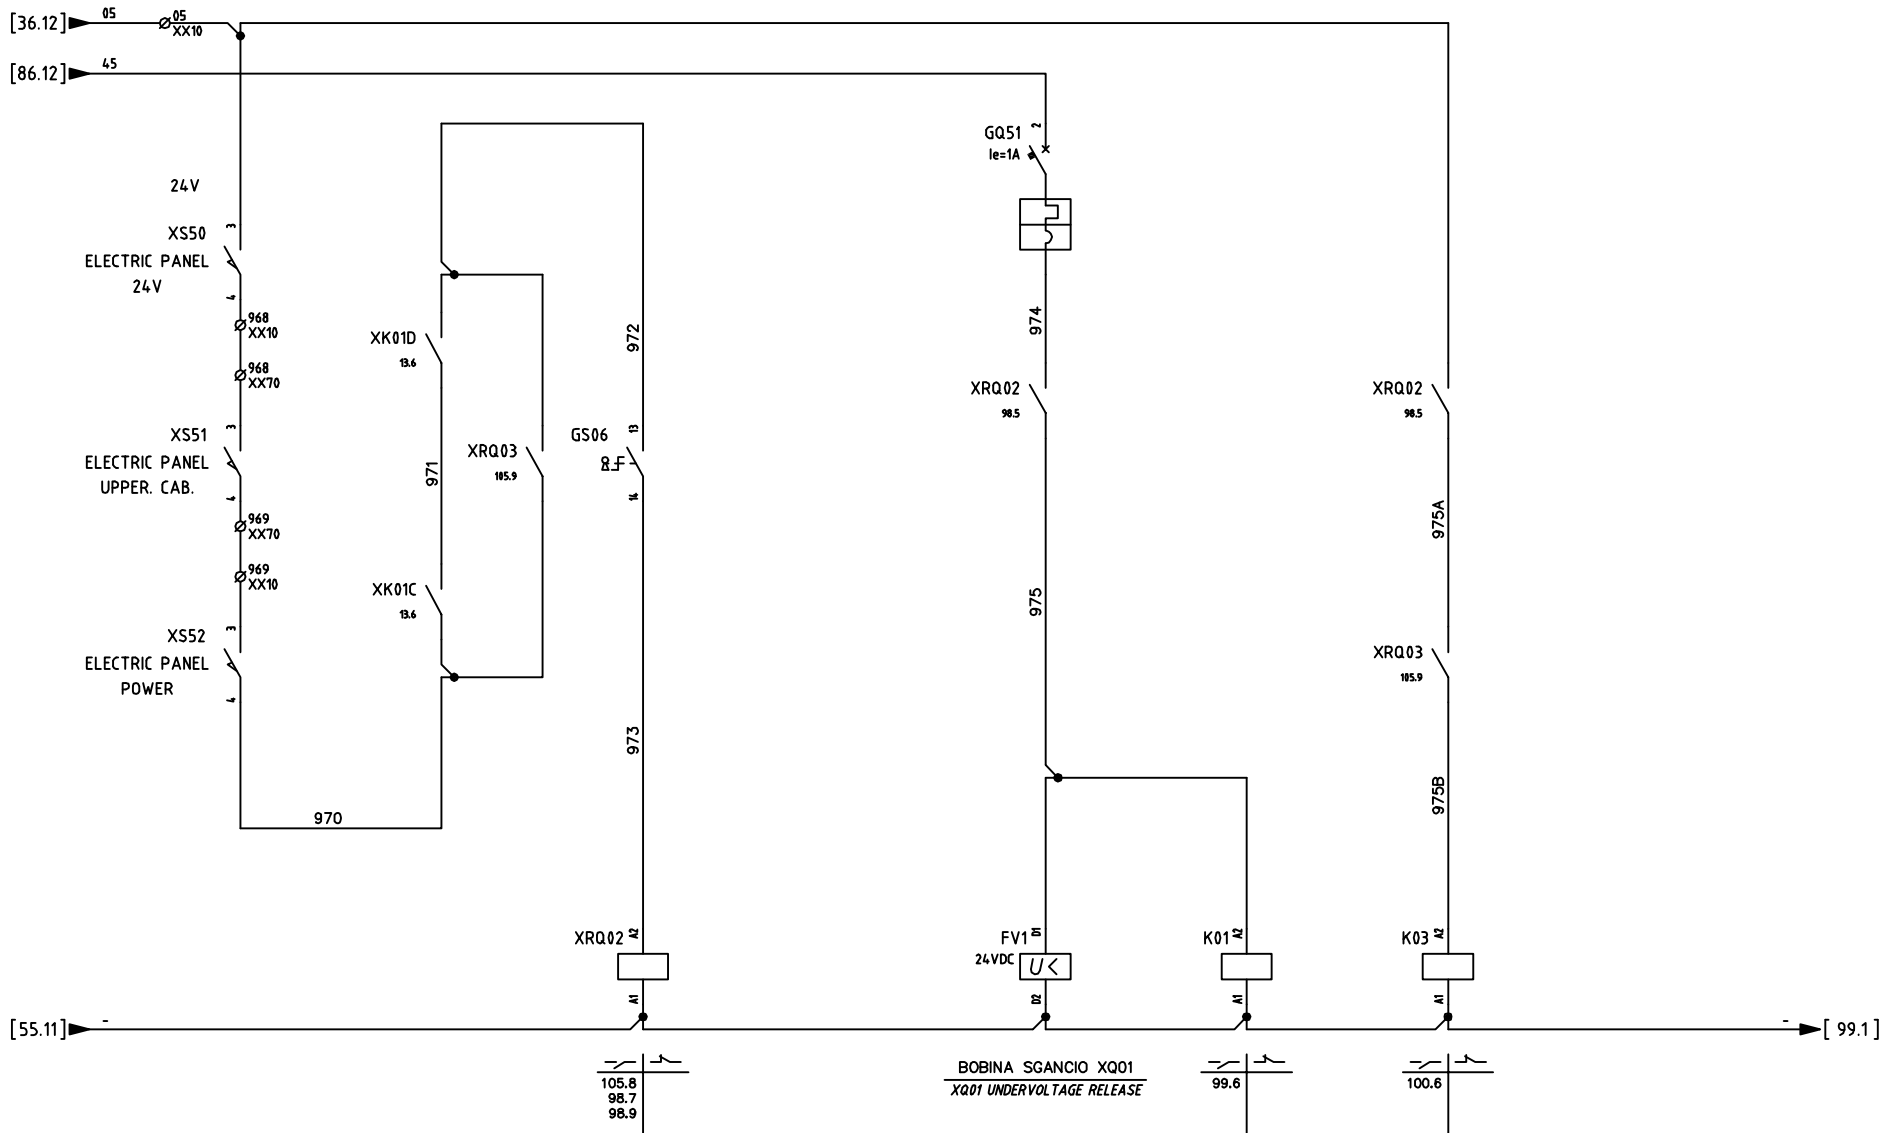 [36.12]
05
05
XX10
[86.12]
45
GQ51
2
Ie=1A
24V
XS50
3
ELECTRIC PANEL
24V
4
968
XX10
968
XX70
XK01D
13.6
972
974
XRQ02
98.5
XRQ02
98.5
XS51
3
ELECTRIC PANEL
UPPER. CAB.
4
971
XRQ03
105.9
GS06
13
14
969
XX70
969
XX10
975A
XK01C
13.6
975
XS52
3
ELECTRIC PANEL
POWER
4
XRQ03
105.9
973
975B
970
XRQ02
A2
A1
FV1
D1
24VDC
U<
D2
K01
A2
A1
K03
A2
A1
[55.11]
-
-
[ 99.1 ]
105.8
98.7
98.9
BOBINA SGANCIO XQ01
XQ01 UNDERVOLTAGE RELEASE
99.6
100.6